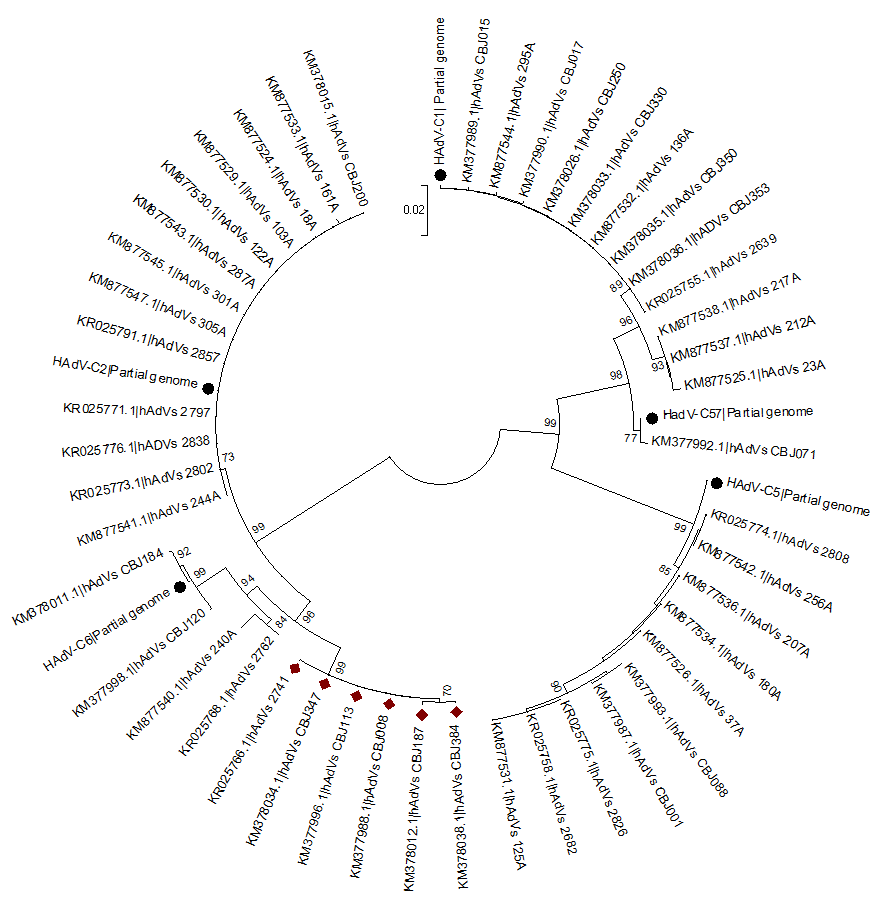 HAdV-C1| Partial genome
KM377989.1|hAdVs CBJ015
KM877544.1|hAdVs 295A
KM377990.1|hAdVs CBJ017
KM378026.1|hAdVs CBJ250
KM378033.1|hAdVs CBJ330
KM877532.1|hAdVs 136A
KM378035.1|hAdVs CBJ350
KM378036.1|hADVs CBJ353
KR025755.1|hAdVs 2639
KM877538.1|hAdVs 217A
KM877537.1|hAdVs 212A
KM877525.1|hAdVs 23A
HadV-C57|Partial genome
KM377992.1|hAdVs CBJ071
HAdV-C5|Partial genome
KR025774.1|hAdVs 2808
KM877542.1|hAdVs 256A
KM877536.1|hAdVs 207A
KM877534.1|hAdVs 180A
KM877526.1|hAdVs 37A
KM377993.1|hAdVs CBJ088
KM377987.1|hAdVs CBJ001
KR025775.1|hAdVs 2826
KR025758.1|hAdVs 2682
KM877531.1|hAdVs 125A
KM378038.1|hAdVs CBJ384
KM378012.1|hAdVs CBJ187
KM377988.1|hAdVs CBJ008
KM377996.1|hAdVs CBJ113
KM378034.1|hAdVs CBJ347
KR025766.1|hAdVs 2741
KR025768.1|hAdVs 2762
KM877540.1|hAdVs 240A
KM377998.1|hAdVs CBJ120
HAdV-C6|Partial genome
KM378011.1|hAdVs CBJ184
KM877541.1|hAdVs 244A
KR025773.1|hAdVs 2802
KR025776.1|hADVs 2838
KR025771.1|hAdVs 2797
HAdV-C2|Partial genome
KR025791.1|hAdVs 2857
KM877547.1|hAdVs 305A
KM877545.1|hAdVs 301A
KM877543.1|hAdVs 287A
KM877530.1|hAdVs 122A
KM877529.1|hAdVs 103A
KM877524.1|hAdVs 18A
KM877533.1|hAdVs 161A
KM378015.1|hAdVs CBJ200
0.02
89
96
93
98
77
99
99
65
90
70
99
96
84
94
99
92
99
73